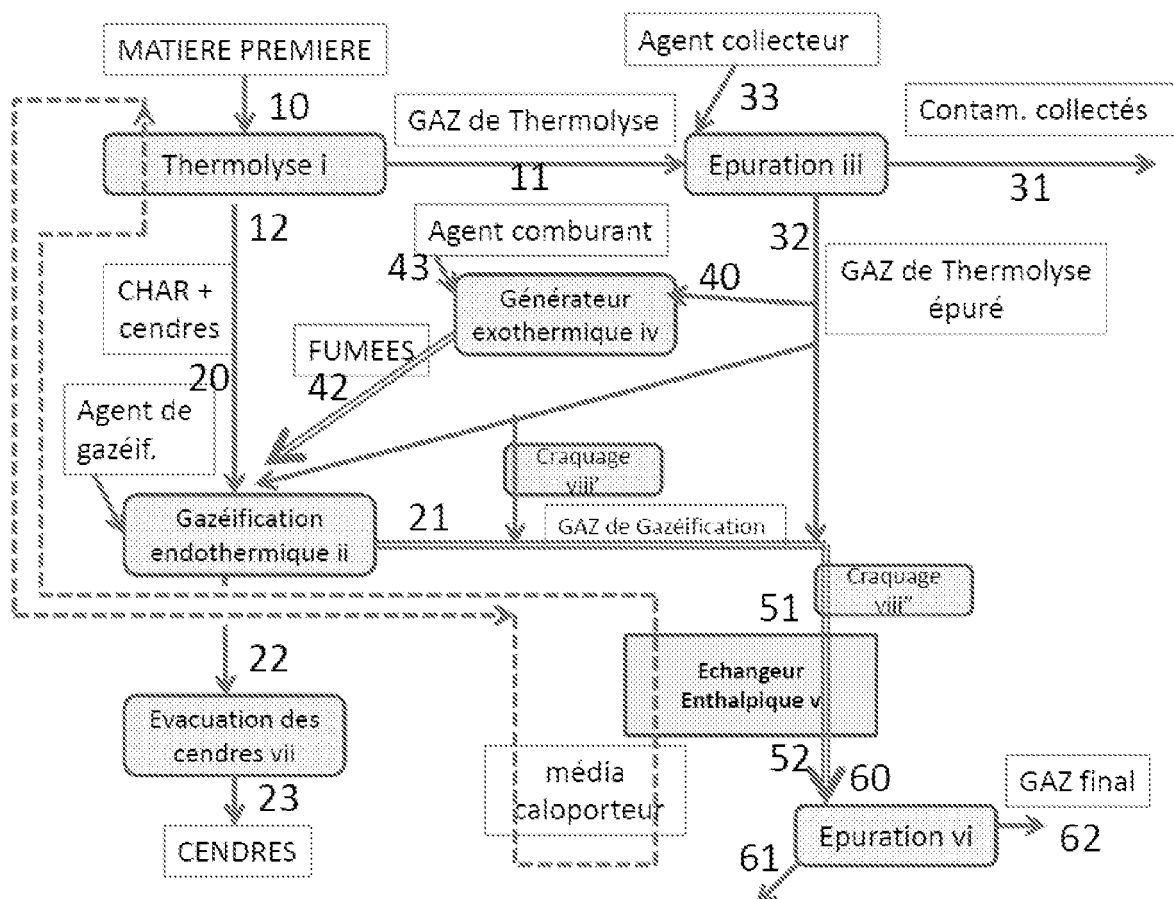 MATIERE PREMIERE
Agent collecteur
10
33
GAZ de Thermolyse
Contam. collectés
Thermolyse i
Epuration iii
11
31
12
32
Agent comburant
43
40
GAZ de Thermolyse
épuré
CHAR +
cendres
Générateur
exothermique iv
FUMEES
42
20
Agent de
gazéif.
Craquage
viii'
Gazéification
endothermique ii
21
GAZ de Gazéification
Craquage
viii"
51
22
Echangeur
Enthalpique v
Evacuation des
cendres vii
52
60
média
caloporteur
GAZ final
23
CENDRES
Epuration vi
62
61